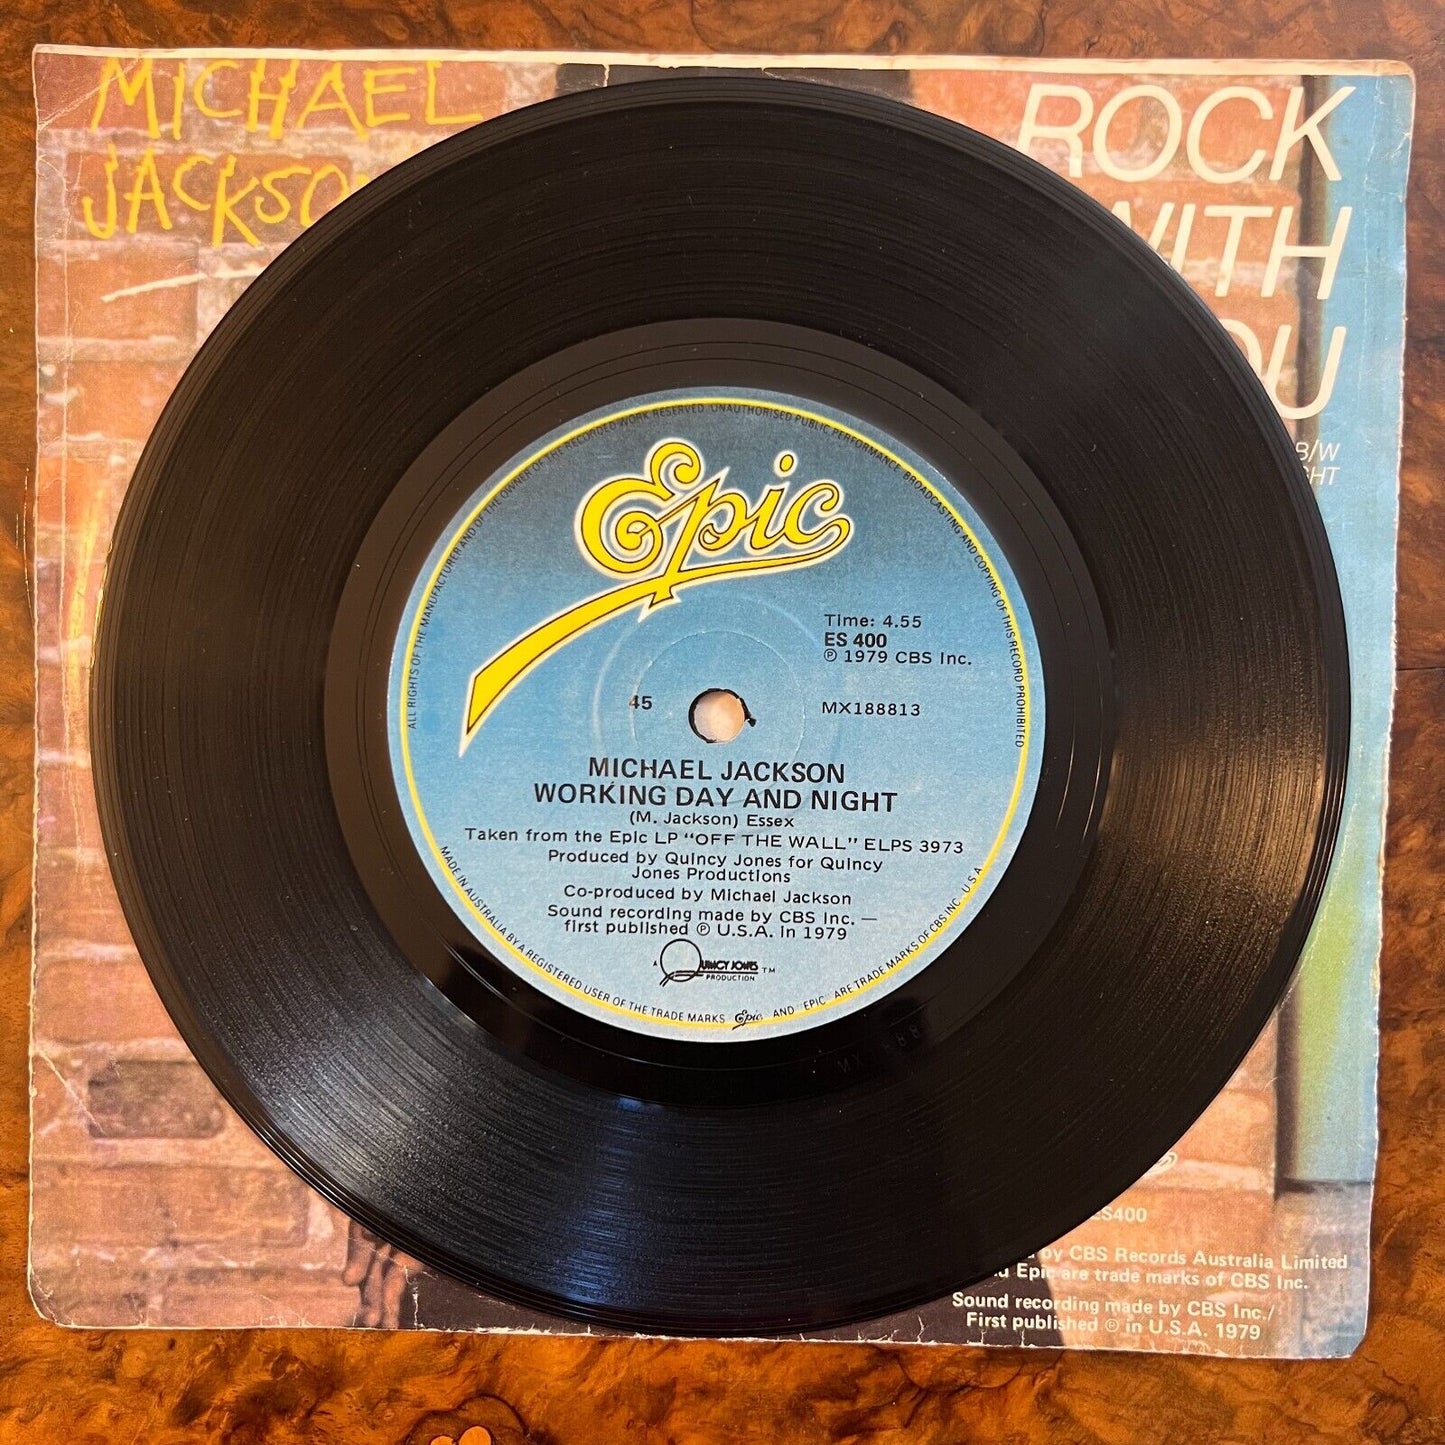 MICHAEL
JACKSON
ROCK
WITH
YOU
B/W
Epic
Time: 4.55
ES 400
℗ 1979 CBS Inc.
45
MX188813
MICHAEL JACKSON
WORKING DAY AND NIGHT
(M. Jackson) Essex
Taken from the Epic LP "OFF THE WALL" ELPS 3973
Produced by Quincy Jones for Quincy
Jones Productions
Co-produced by Michael Jackson
Sound recording made by CBS Inc. —
first published ℗ U.S.A. in 1979
A QUINCY JONES ™
PRODUCTION
ALL RIGHTS OF THE MANUFACTURER AND OF THE OWNER OF THE RECORDED WORK RESERVED. UNAUTHORISED PUBLIC PERFORMANCE, BROADCASTING AND COPYING OF THIS RECORD PROHIBITED
MADE IN AUSTRALIA BY A REGISTERED USER OF THE TRADE MARKS Epic AND "EPIC" ARE TRADE MARKS OF CBS INC. U.S.A.
ES400
by CBS Records Australia Limited
Epic are trade marks of CBS Inc.
Sound recording made by CBS Inc./
First published ℗ in U.S.A. 1979